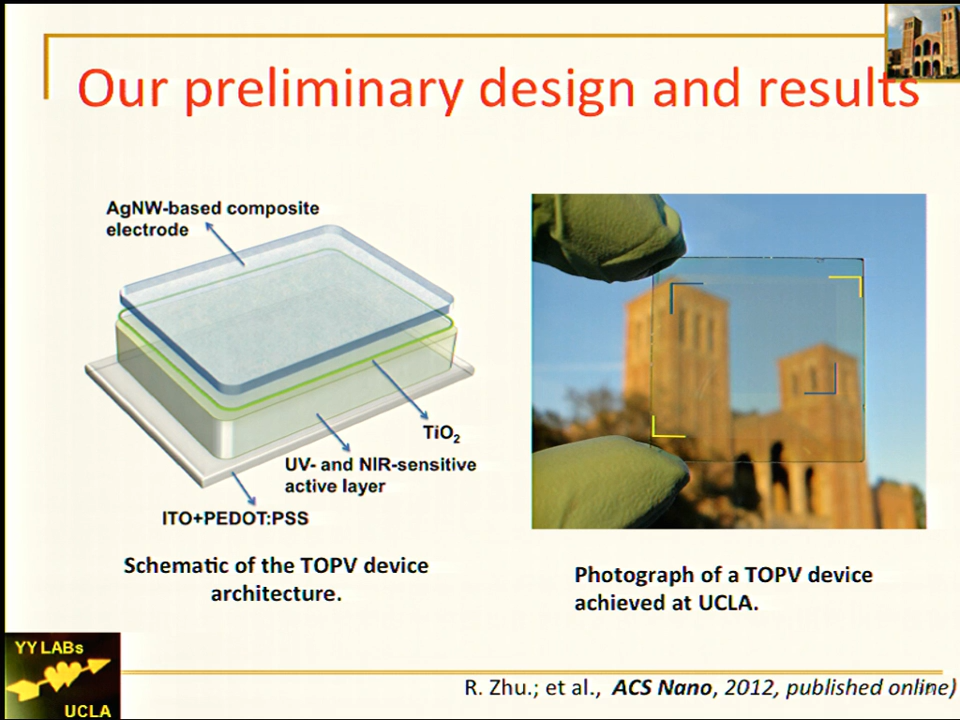 Our preliminary design and results
AgNW-based composite
electrode
TiO₂
UV- and NIR-sensitive
active layer
ITO+PEDOT:PSS
Schematic of the TOPV device
architecture.
Photograph of a TOPV device
achieved at UCLA.
YY LABs
UCLA
R. Zhu.; et al., ACS Nano, 2012, published online)